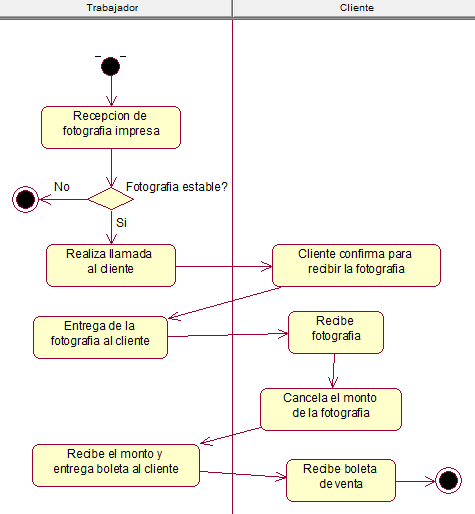 Trabajador
Cliente
Recepcion de
fotografia impresa
Fotografia estable?
No
Si
Realiza llamada
al cliente
Cliente confirma para
recibir la fotografia
Entrega de la
fotografia al cliente
Recibe
fotografia
Cancela el monto
de la fotografia
Recibe el monto y
entrega boleta al cliente
Recibe boleta
de venta